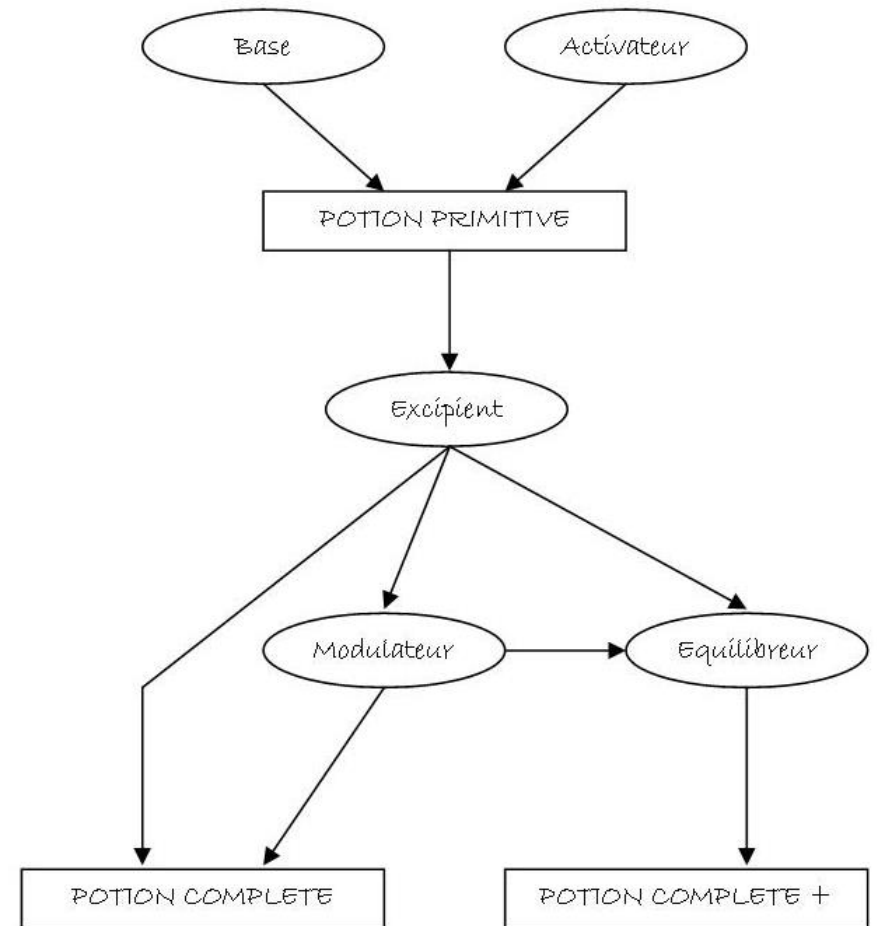 Base
Activateur
POTION PRIMITIVE
Excipient
Modulateur
Equilibreur
POTION COMPLETE
POTION COMPLETE +